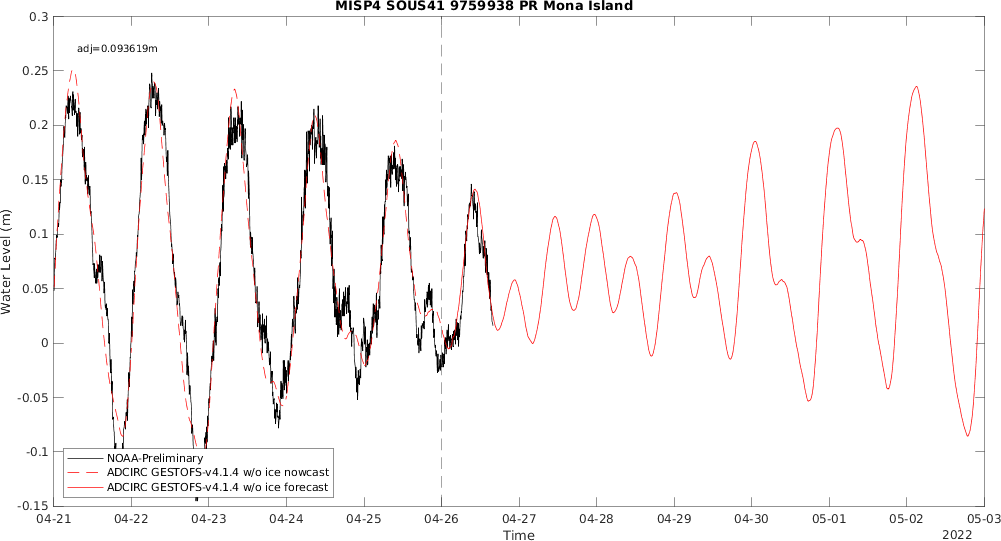 MISP4 SOUS41 9759938 PR Mona Island
adj=0.093619m
0.3
0.25
0.2
0.15
0.1
0.05
0
-0.05
-0.1
-0.15
Water Level (m)
NOAA-Preliminary
ADCIRC GESTOFS-v4.1.4 w/o ice nowcast
ADCIRC GESTOFS-v4.1.4 w/o ice forecast
04-21 04-22 04-23 04-24 04-25 04-26 04-27 04-28 04-29 04-30 05-01 05-02 05-03
Time
2022